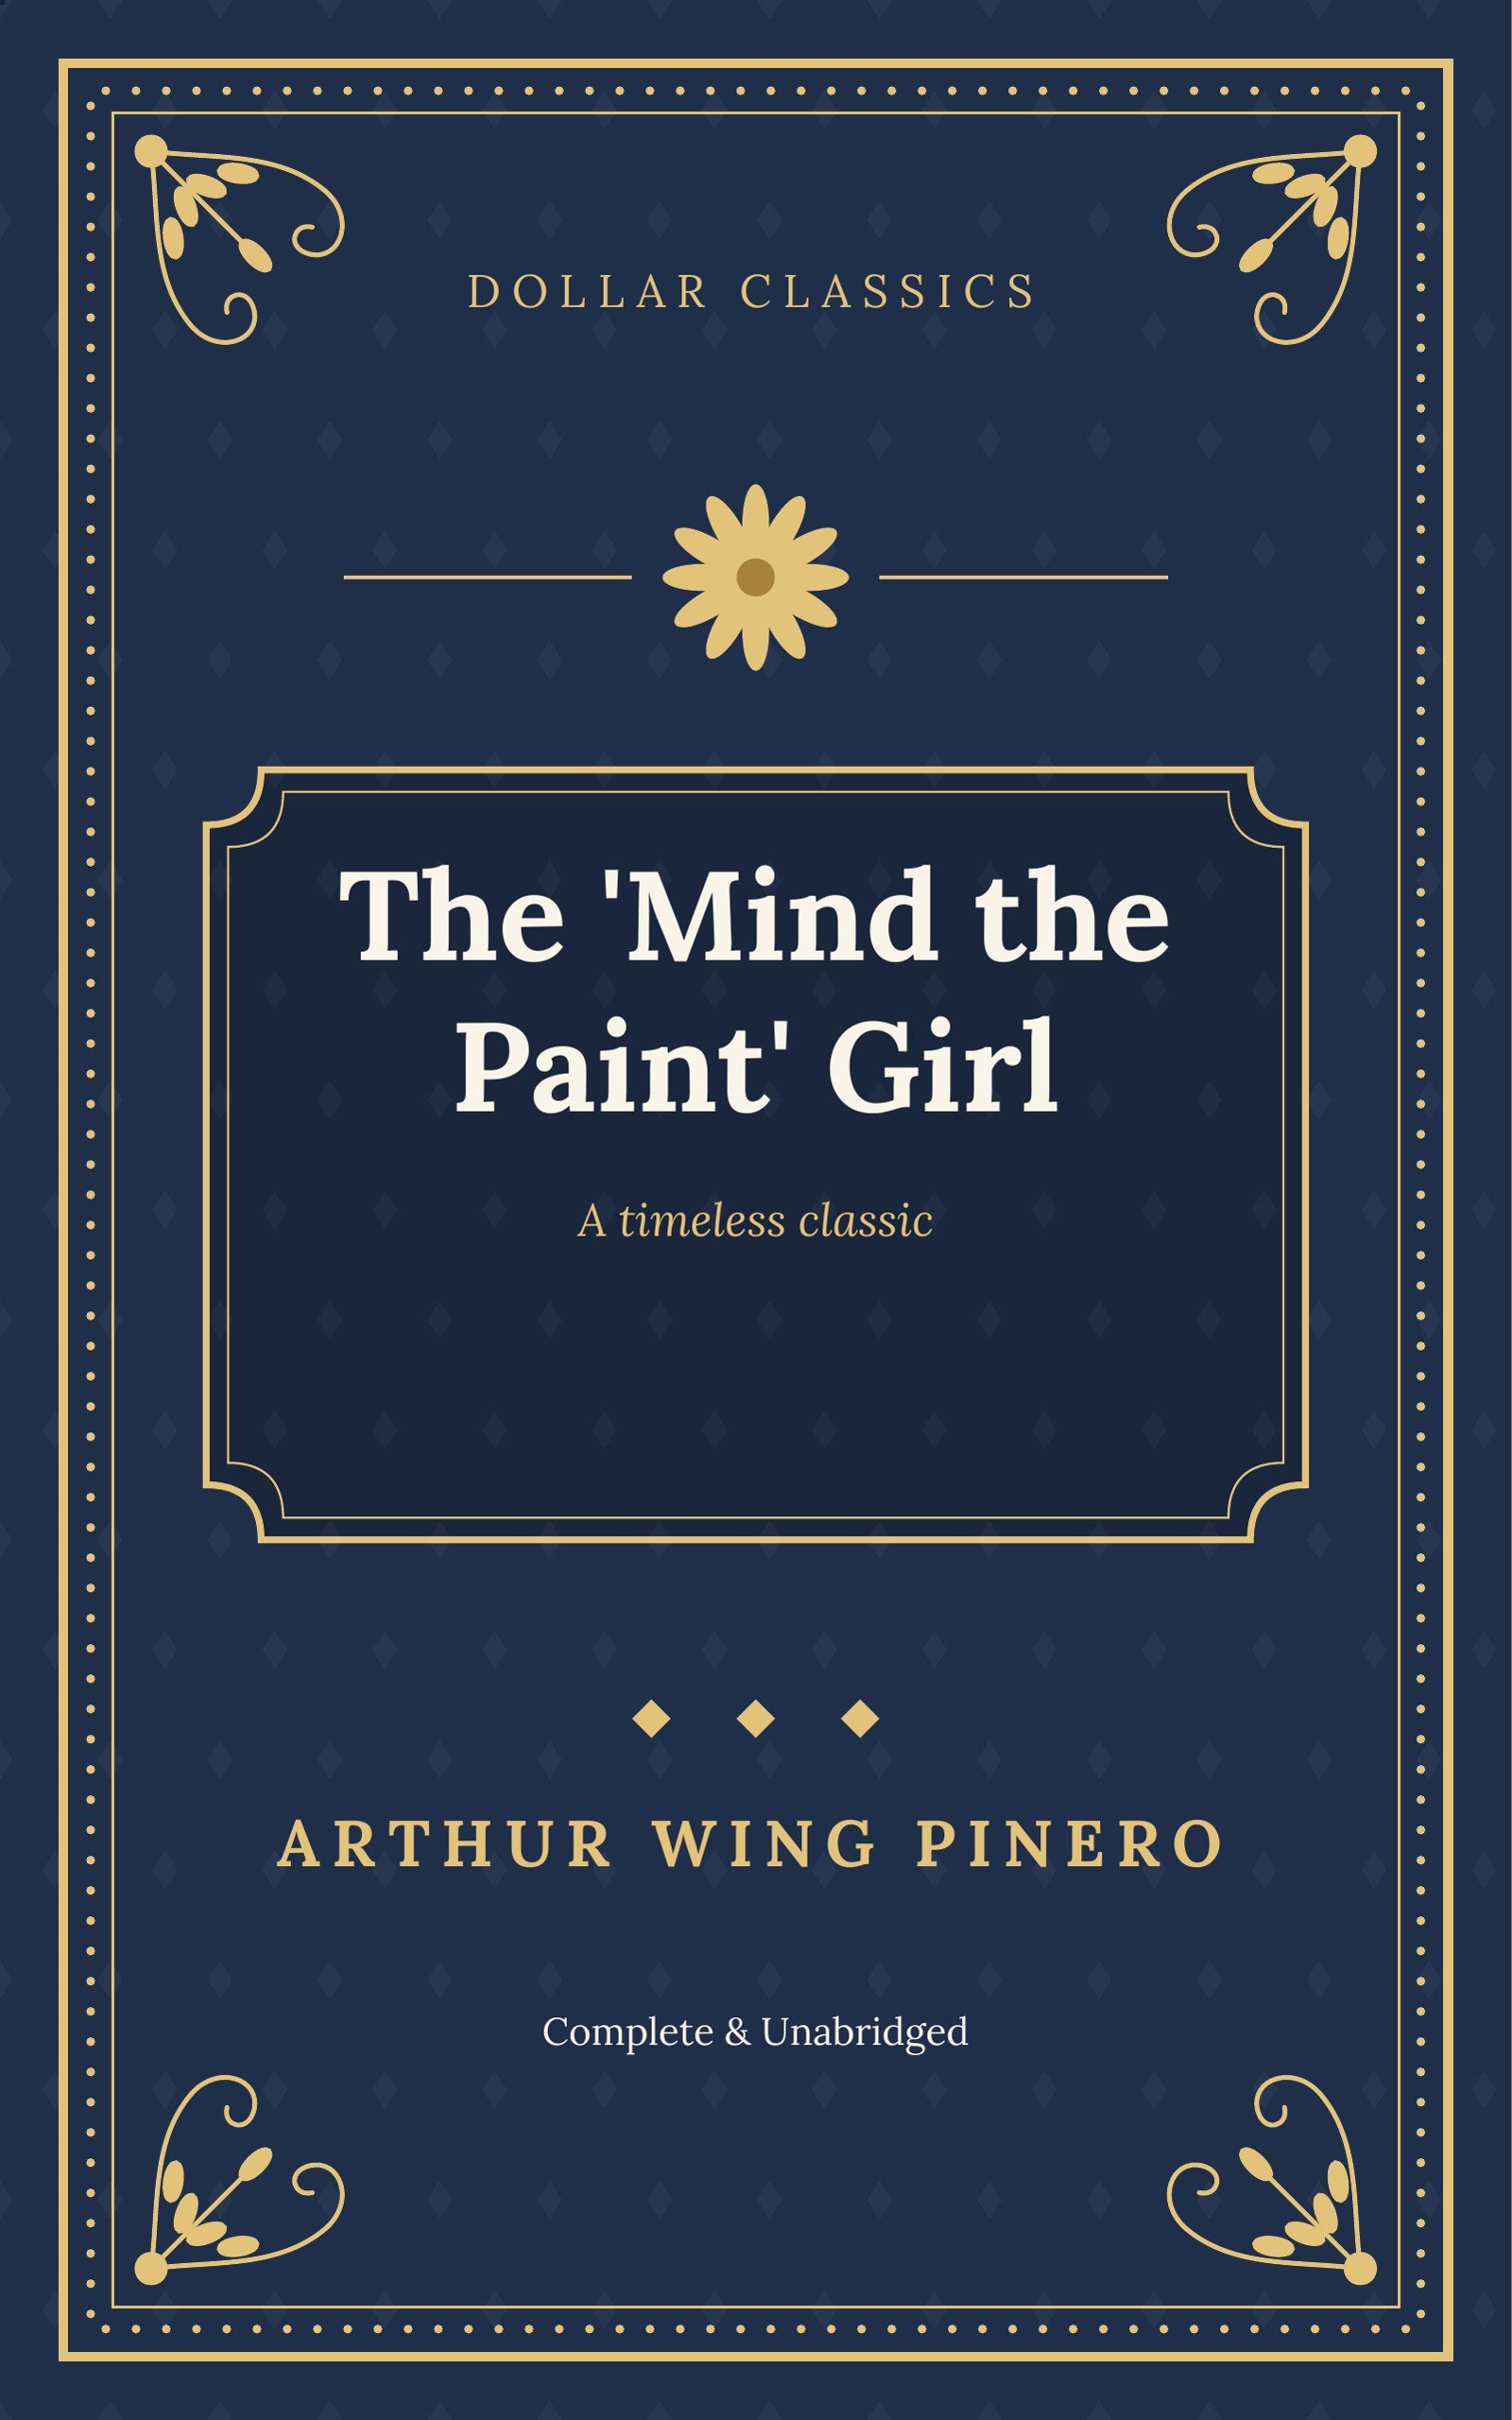 DOLLAR CLASSICS
The 'Mind the
Paint' Girl
A timeless classic
ARTHUR WING PINERO
Complete & Unabridged